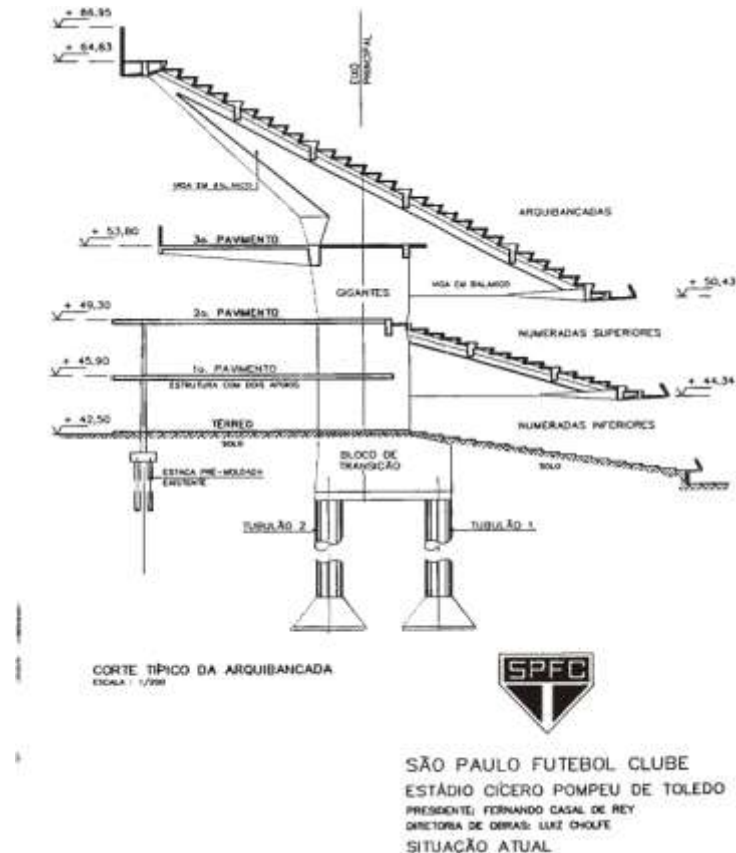 + 86,95
+ 64,63
EIXO
PRINCIPAL
VIGA EM BALANCO
ARQUIBANCADAS
+ 53,80
3o. PAVIMENTO
GIGANTES
VIGA EM BALANCO
+ 50,43
+ 49,30
2o. PAVIMENTO
NUMERADAS SUPERIORES
+ 45,90
1o. PAVIMENTO
ESTRUTURA COM DOIS APOIOS
+ 44,34
+ 42,50
TÉRREO
NUMERADAS INFERIORES
SOLO
BLOCO DE
TRANSIÇÃO
SOLO
ESTACA PRÉ-MOLDADA
EXISTENTE
TUBULÃO 2
TUBULÃO 1
CORTE TÍPICO DA ARQUIBANCADA
ESCALA : 1/200
SPFC
SÃO PAULO FUTEBOL CLUBE
ESTÁDIO CÍCERO POMPEU DE TOLEDO
PRESIDENTE: FERNANDO CASAL DE REY
DIRETORIA DE OBRAS: LUIZ CHOLFE
SITUAÇÃO ATUAL